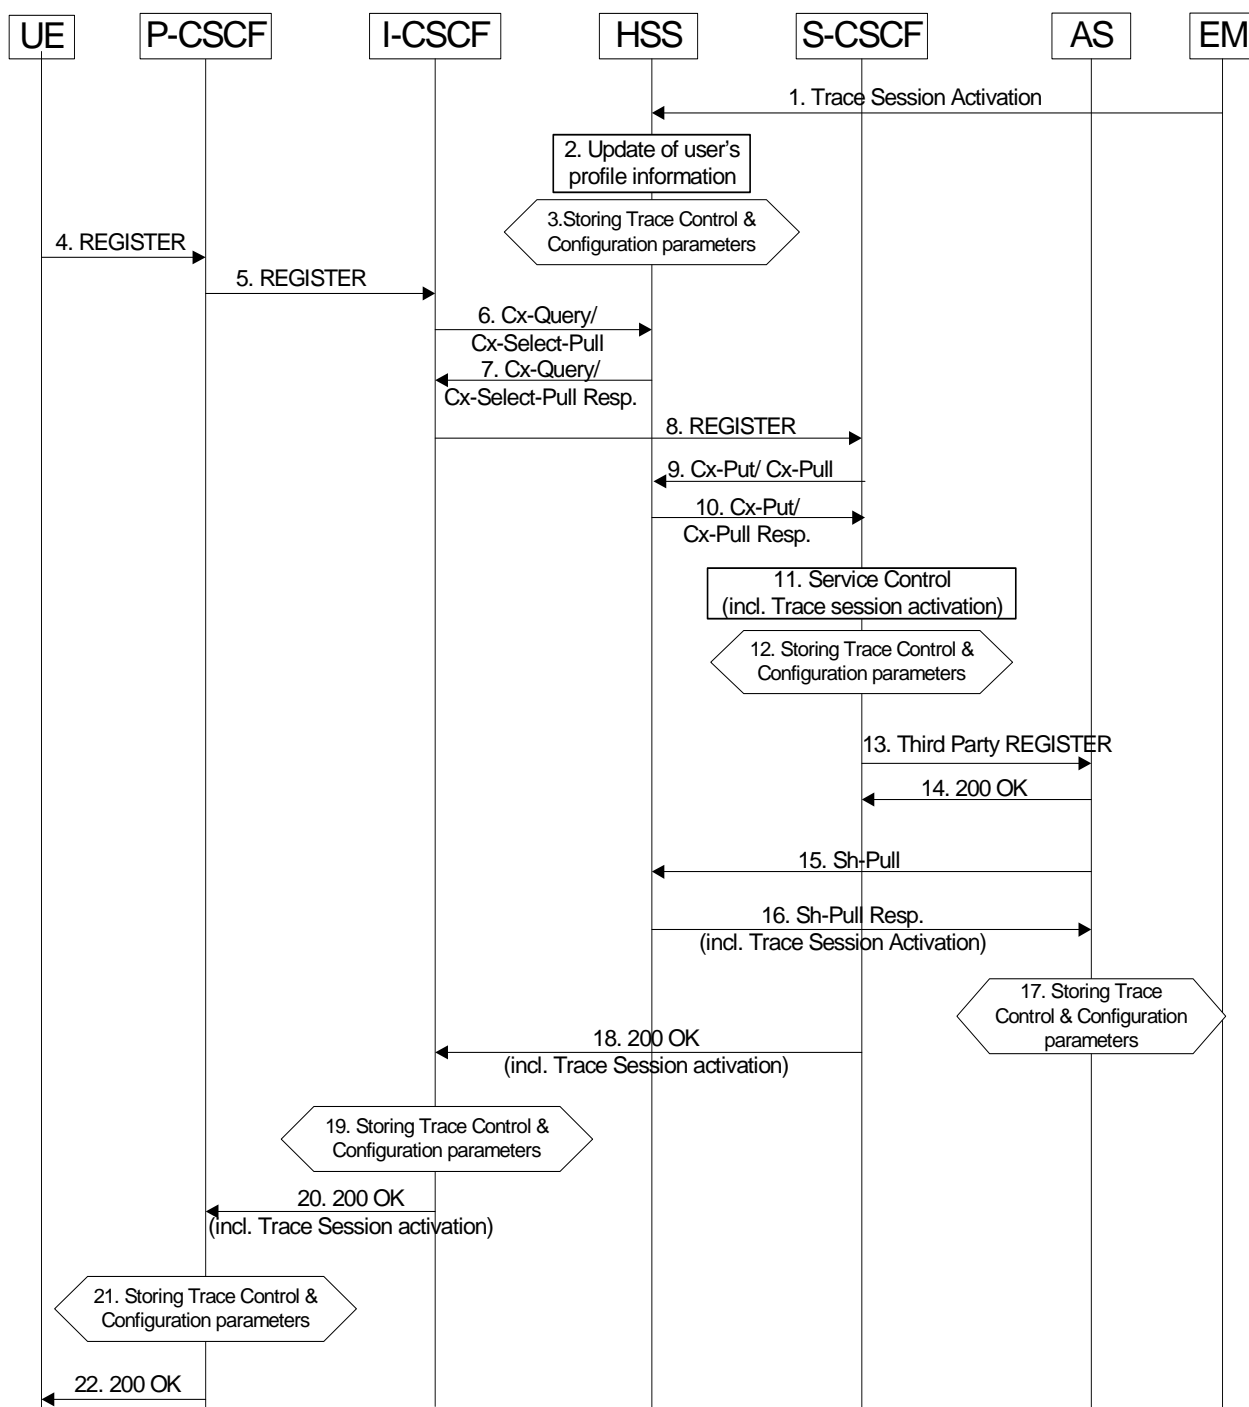 UE
P-CSCF
I-CSCF
HSS
S-CSCF
AS
EM
1. Trace Session Activation
2. Update of user's
profile information
3.Storing Trace Control &
Configuration parameters
4. REGISTER
5. REGISTER
6. Cx-Query/
Cx-Select-Pull
7. Cx-Query/
Cx-Select-Pull Resp.
8. REGISTER
9. Cx-Put/ Cx-Pull
10. Cx-Put/
Cx-Pull Resp.
11. Service Control
(incl. Trace session activation)
12. Storing Trace Control &
Configuration parameters
13. Third Party REGISTER
14. 200 OK
15. Sh-Pull
16. Sh-Pull Resp.
(incl. Trace Session Activation)
17. Storing Trace
Control & Configuration
parameters
18. 200 OK
(incl. Trace Session activation)
19. Storing Trace Control &
Configuration parameters
20. 200 OK
(incl. Trace Session activation)
21. Storing Trace Control &
Configuration parameters
22. 200 OK